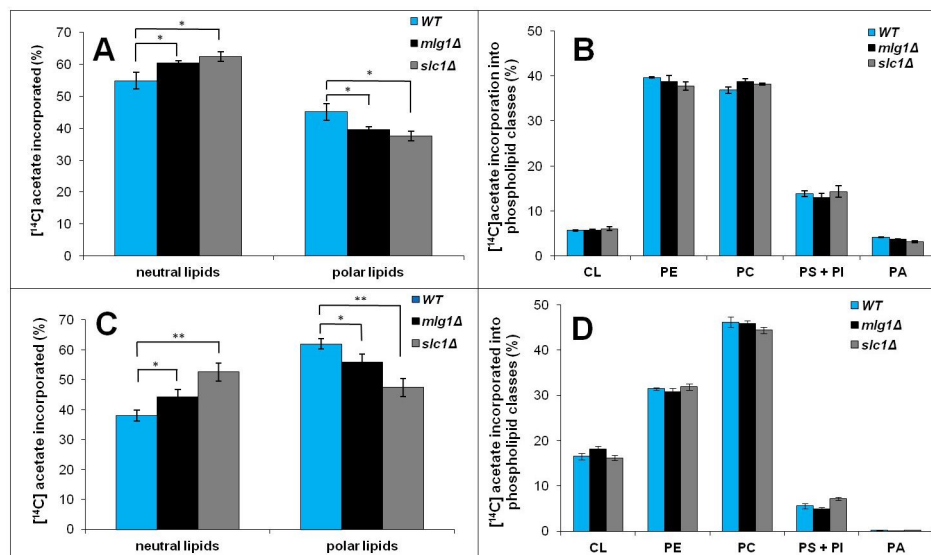 A
[¹⁴C] acetate incorporated (%)
70
60
50
40
30
20
10
0
neutral lipids
polar lipids
*
*
*
*
WT
mlg1Δ
slc1Δ
B
[¹⁴C]acetate incorporation into
phospholipid classes (%)
50
40
30
20
10
0
CL
PE
PC
PS + PI
PA
WT
mlg1Δ
slc1Δ
C
[¹⁴C] acetate incorporated (%)
80
70
60
50
40
30
20
10
0
neutral lipids
polar lipids
**
*
**
*
WT
mlg1Δ
slc1Δ
D
[¹⁴C] acetate incorporated into
phospholipid classes (%)
50
40
30
20
10
0
CL
PE
PC
PS + PI
PA
WT
mlg1Δ
slc1Δ